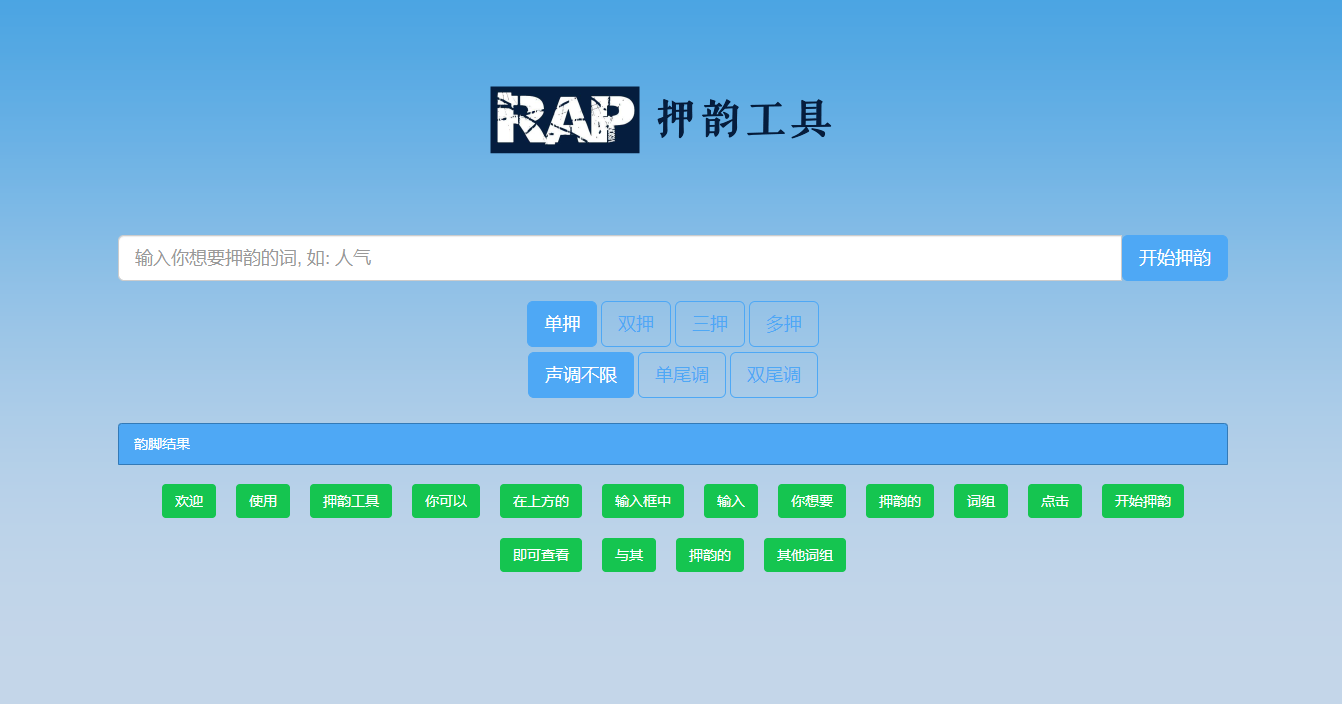 RAP 押韵工具
输入你想要押韵的词, 如: 人气 开始押韵
单押 双押 三押 多押
声调不限 单尾调 双尾调
韵脚结果
欢迎 使用 押韵工具 你可以 在上方的 输入框中 输入 你想要 押韵的 词组 点击 开始押韵
即可查看 与其 押韵的 其他词组